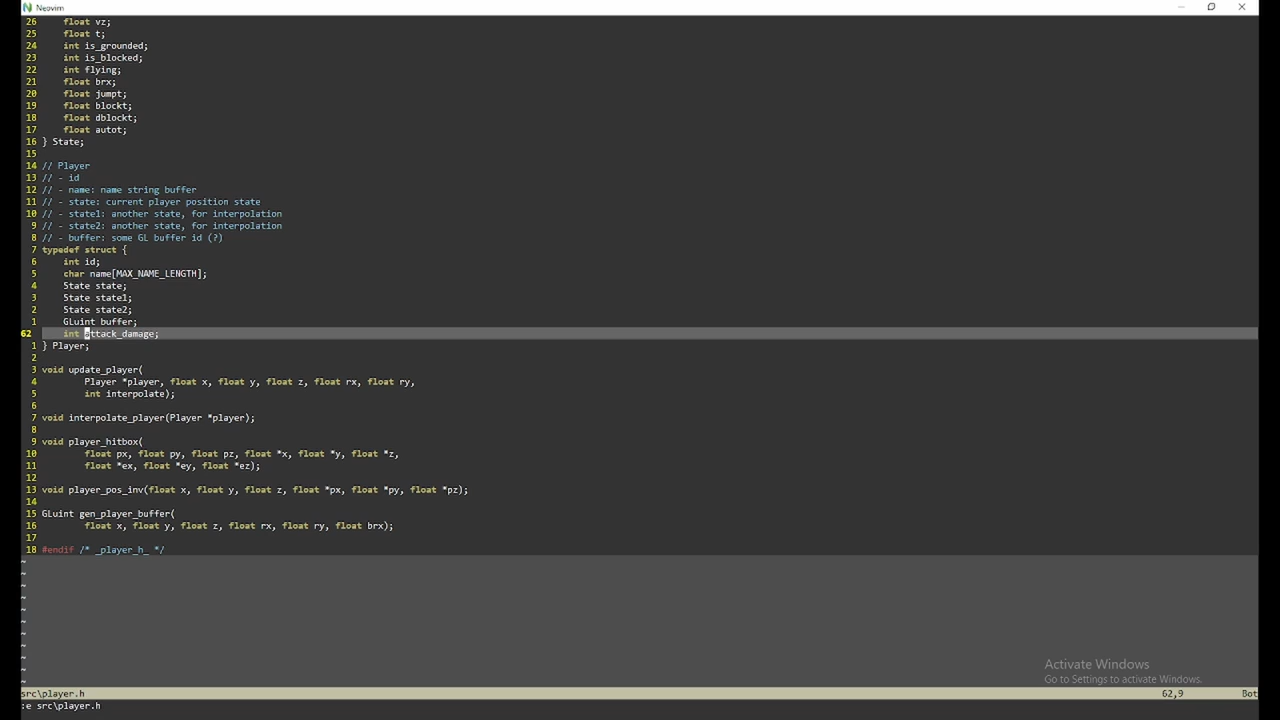 Neovim
26 float vz;
25 float t;
24 int is_grounded;
23 int is_blocked;
22 int flying;
21 float brx;
20 float jumpt;
19 float blockt;
18 float dblockt;
17 float autot;
16 } State;
15
14 // Player
13 // - id
12 // - name: name string buffer
11 // - state: current player position state
10 // - state1: another state, for interpolation
9 // - state2: another state, for interpolation
8 // - buffer: some GL buffer id (?)
7 typedef struct {
6 int id;
5 char name[MAX_NAME_LENGTH];
4 State state;
3 State state1;
2 State state2;
1 GLuint buffer;
62 int attack_damage;
1 } Player;
2
3 void update_player(
4 Player *player, float x, float y, float z, float rx, float ry,
5 int interpolate);
6
7 void interpolate_player(Player *player);
8
9 void player_hitbox(
10 float px, float py, float pz, float *x, float *y, float *z,
11 float *ex, float *ey, float *ez);
12
13 void player_pos_inv(float x, float y, float z, float *px, float *py, float *pz);
14
15 GLuint gen_player_buffer(
16 float x, float y, float z, float rx, float ry, float brx);
17
18 #endif /* _player_h_ */
~
~
~
~
~
~
~
~
~
~
~
Activate Windows
Go to Settings to activate Windows.
src\player.h 62,9 Bot
:e src\player.h